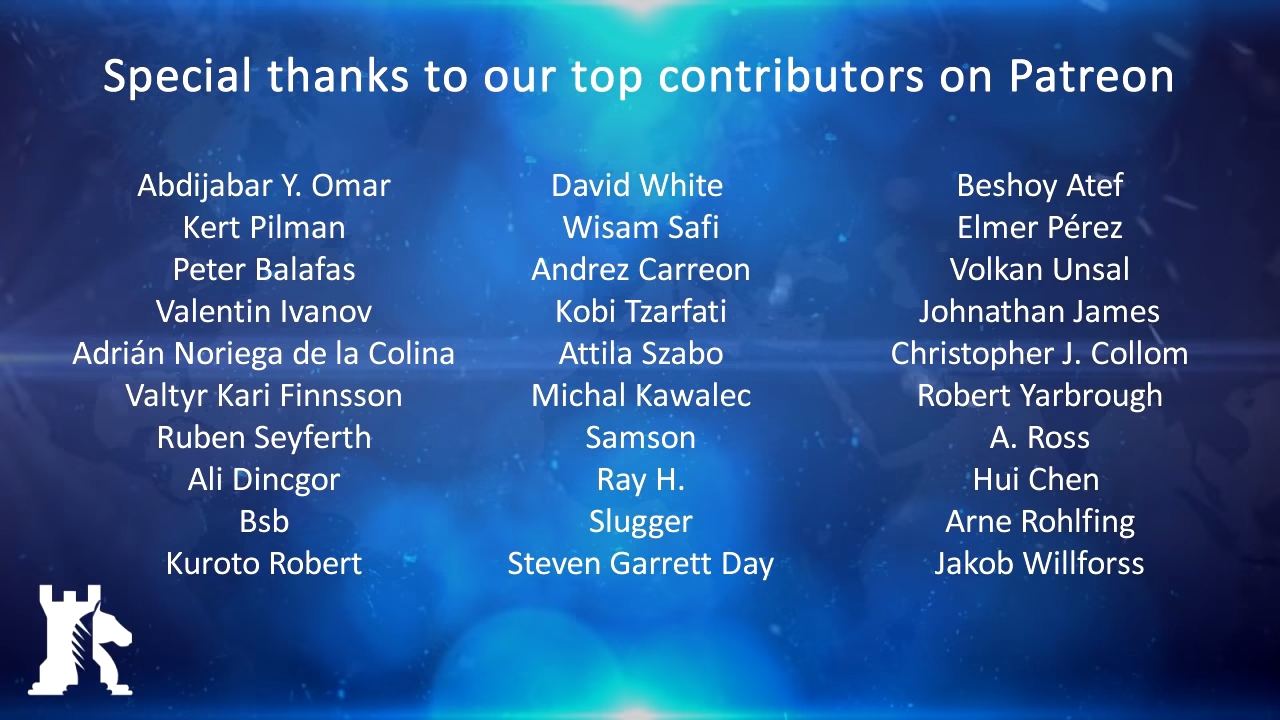 Special thanks to our top contributors on Patreon
Abdijabar Y. Omar
Kert Pilman
Peter Balafas
Valentin Ivanov
Adrián Noriega de la Colina
Valtyr Kari Finnsson
Ruben Seyferth
Ali Dincgor
Bsb
Kuroto Robert
David White
Wisam Safi
Andrez Carreon
Kobi Tzarfati
Attila Szabo
Michal Kawalec
Samson
Ray H.
Slugger
Steven Garrett Day
Beshoy Atef
Elmer Pérez
Volkan Unsal
Johnathan James
Christopher J. Collom
Robert Yarbrough
A. Ross
Hui Chen
Arne Rohlfing
Jakob Willforss